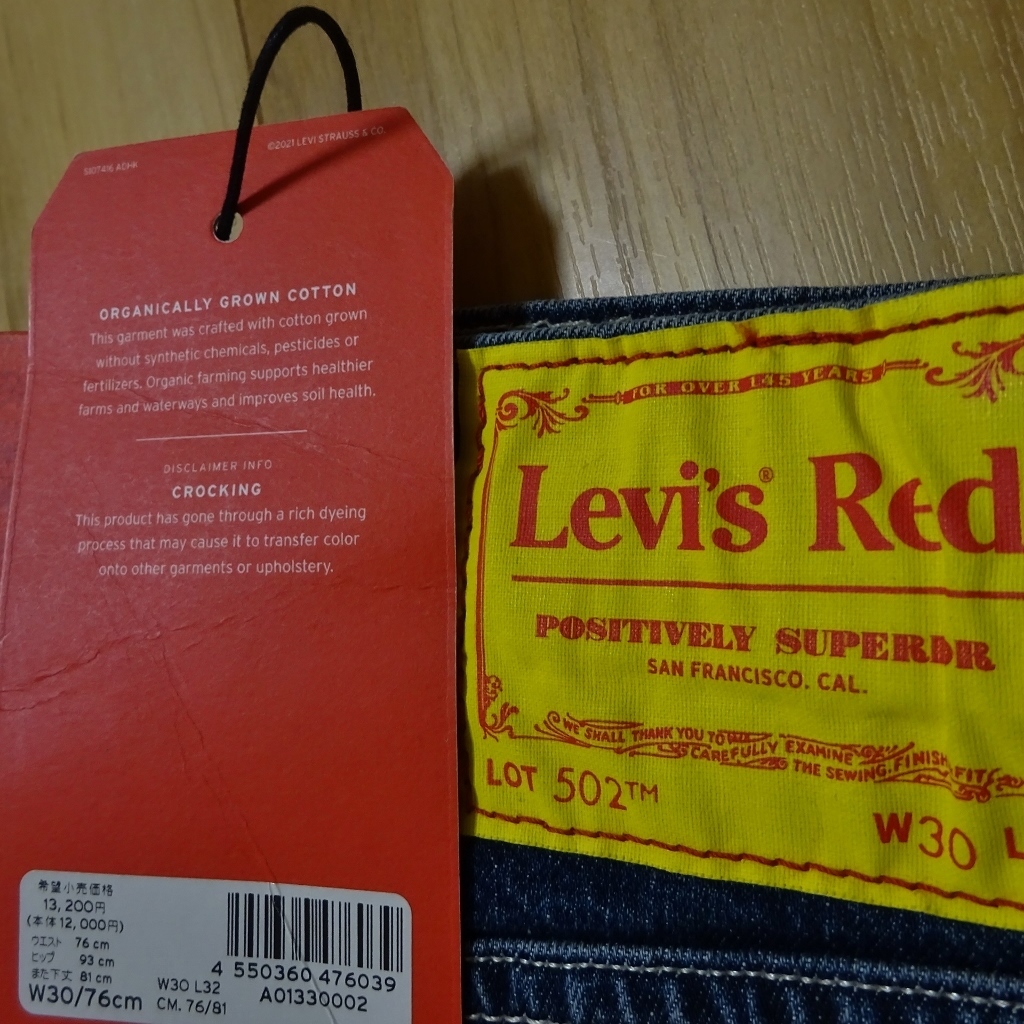 ©2021 LEVI STRAUSS & CO.
ORGANICALLY GROWN COTTON
This garment was crafted with cotton grown
without synthetic chemicals, pesticides or
fertilizers. Organic farming supports healthier
farms and waterways and improves soil health.
DISCLAIMER INFO
CROCKING
This product has gone through a rich dyeing
process that may cause it to transfer color
onto other garments or upholstery.
希望小売価格
13,200円
(本体12,000円)
ウエスト 76 cm
ヒップ 93 cm
また下丈 81 cm
W30/76cm
W30 L32
CM. 76/81
4 550360 476039
A01330002
FOR OVER 145 YEARS
Levi's® Red
POSITIVELY SUPERIOR
SAN FRANCISCO. CAL.
WE SHALL THANK YOU TO
CAREFULLY EXAMINE
THE SEWING, FINISH FIT
LOT 502™
W30 L